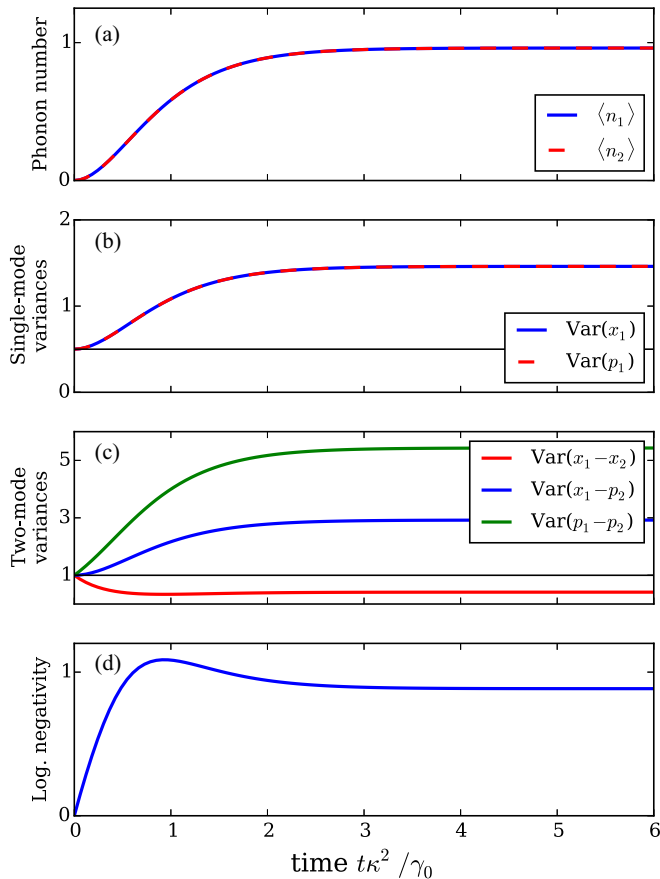 (a)
Phonon number
1
0
⟨n₁⟩
⟨n₂⟩
(b)
Single-mode
variances
2
1
0
Var(x₁)
Var(p₁)
(c)
Two-mode
variances
5
3
1
Var(x₁−x₂)
Var(x₁−p₂)
Var(p₁−p₂)
(d)
Log. negativity
1
0
0 1 2 3 4 5 6
time tκ² /γ₀